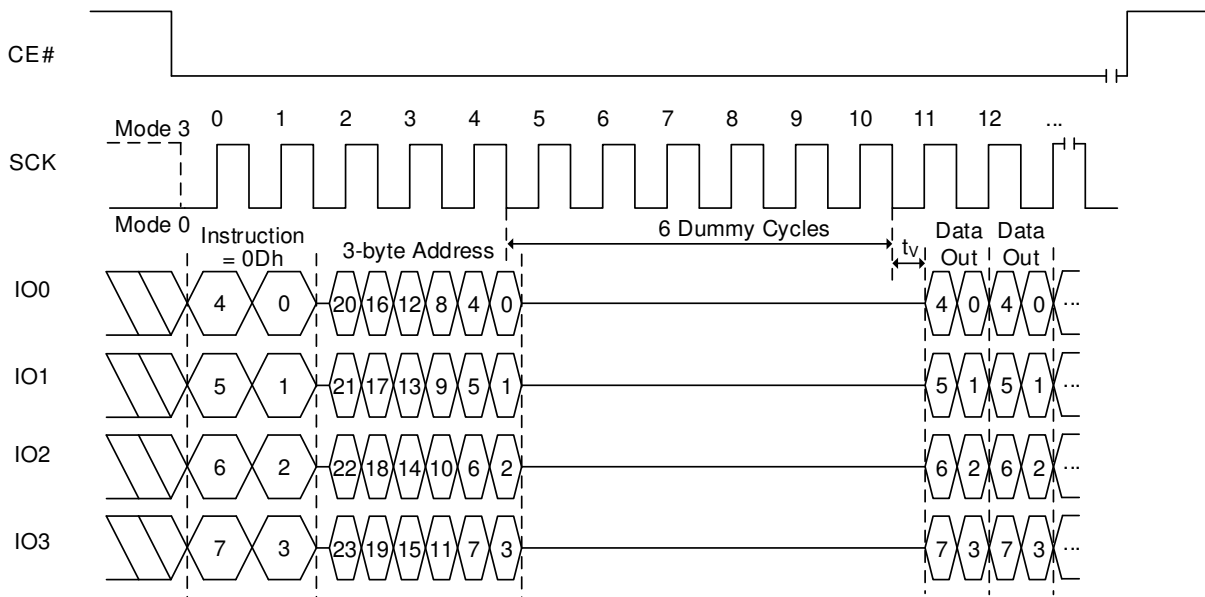 CE#
0 1 2 3 4 5 6 7 8 9 10 11 12 ...
Mode 3
SCK
Mode 0
Instruction
= 0Dh
3-byte Address
6 Dummy Cycles
tV
Data
Out
Data
Out
IO0 4 0 20 16 12 8 4 0 4 0 4 0 ...
IO1 5 1 21 17 13 9 5 1 5 1 5 1 ...
IO2 6 2 22 18 14 10 6 2 6 2 6 2 ...
IO3 7 3 23 19 15 11 7 3 7 3 7 3 ...